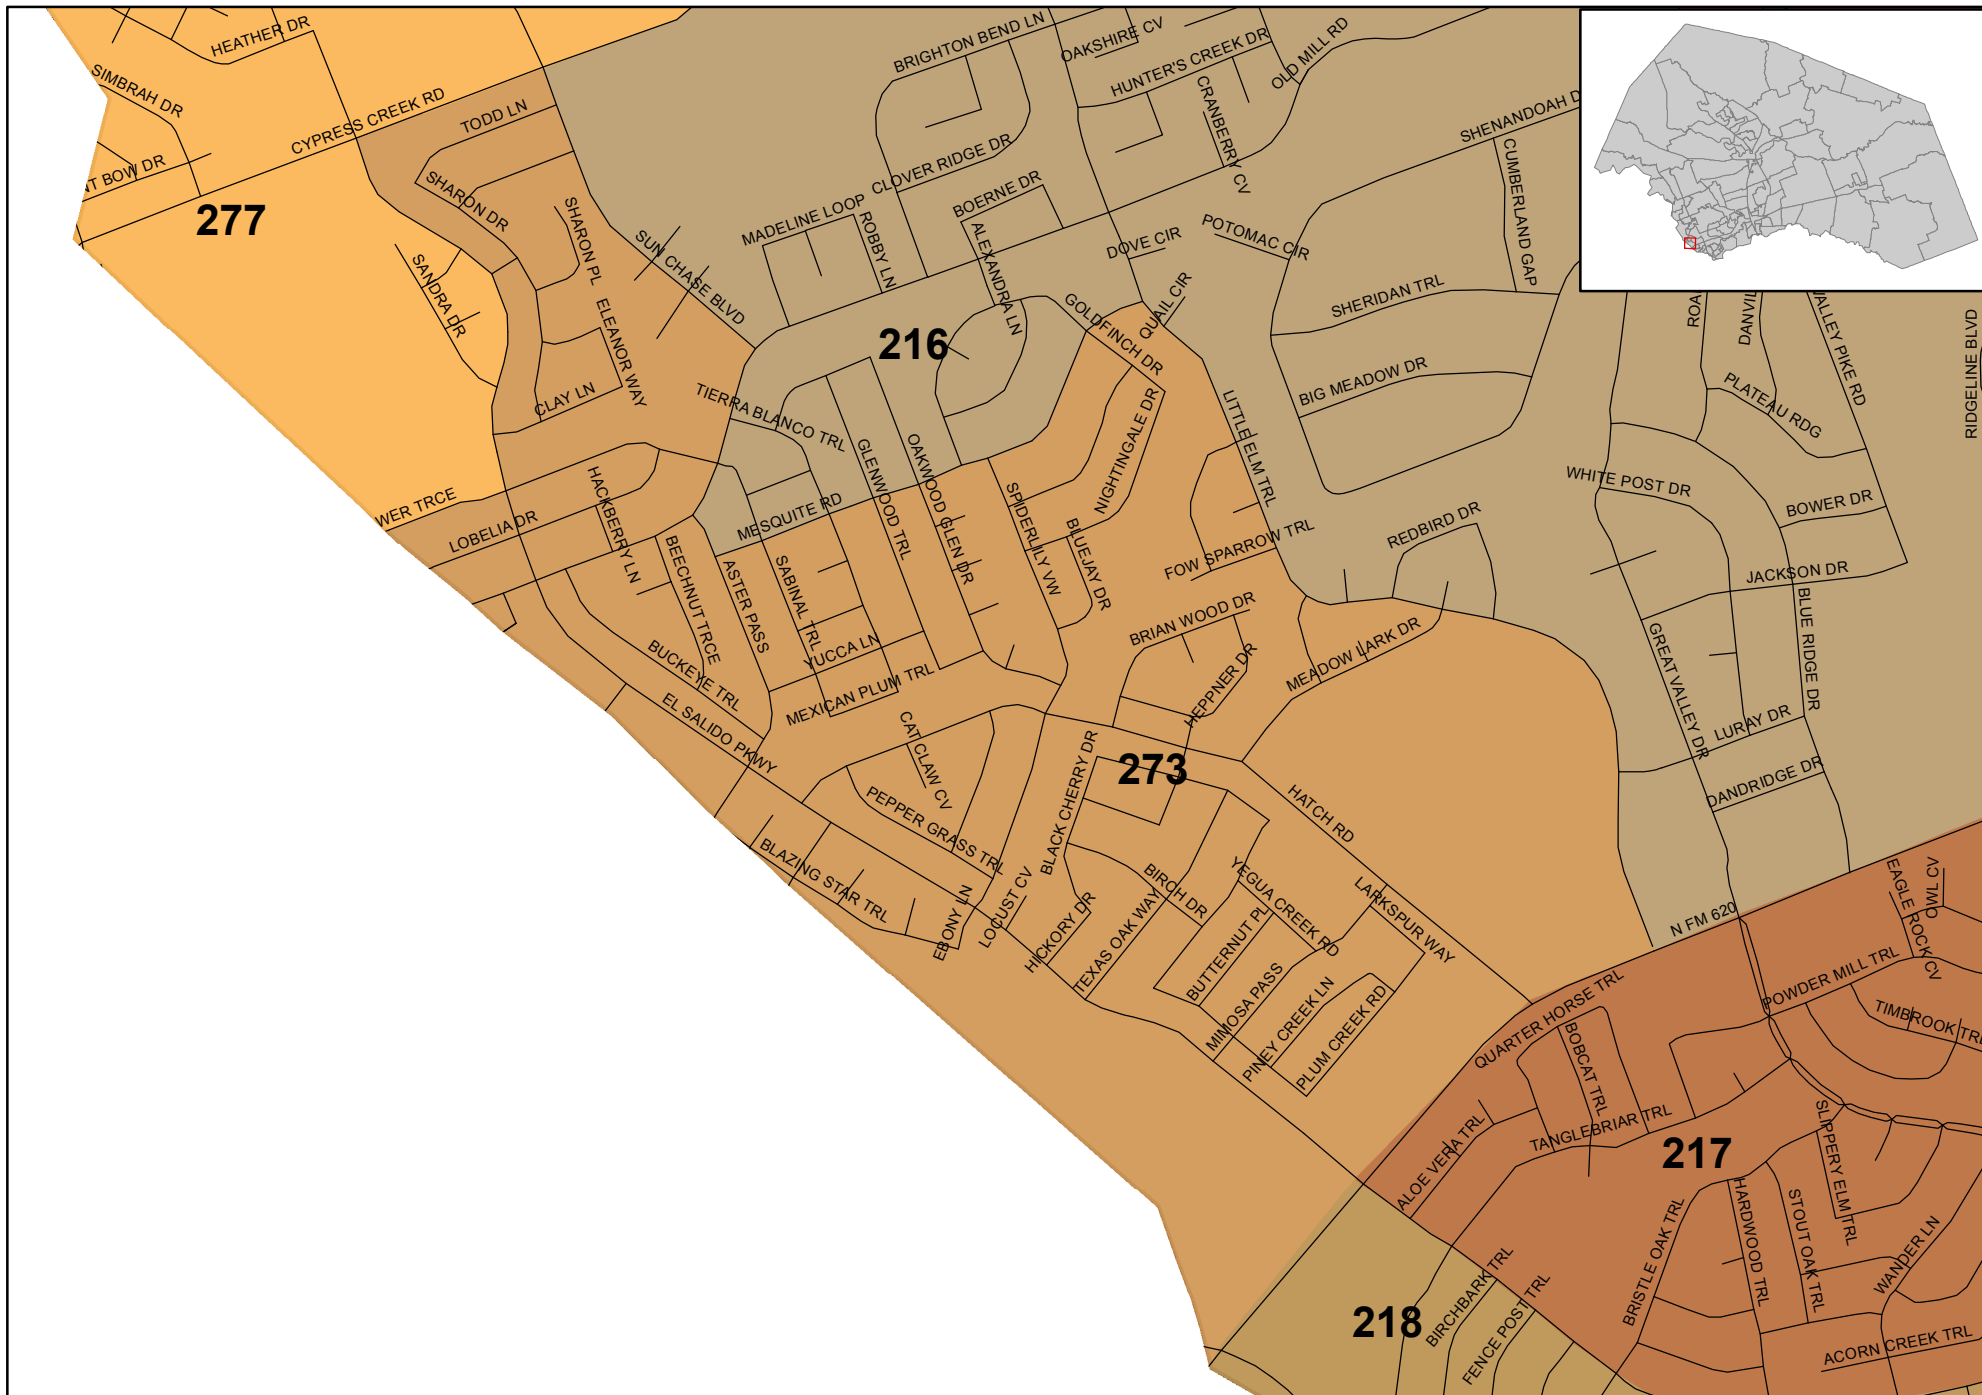 HEATHER DR
SIMBRAH DR
CYPRESS CREEK RD
TODD LN
NT BOW DR
277
SHARON DR
SHARON PL
SANDRA DR
SUN CHASE BLVD
ELEANOR WAY
CLAY LN
BRIGHTON BEND LN
OAKSHIRE CV
HUNTER'S CREEK DR
OLD MILL RD
CRANBERRY CV
SHENANDOAH D
CUMBERLAND GAP
CLOVER RIDGE DR
MADELINE LOOP
ROBBY LN
BOERNE DR
ALEXANDRA LN
DOVE CIR
POTOMAC CIR
QUAIL CIR
GOLDFINCH DR
SHERIDAN TRL
BIG MEADOW DR
216
ROA
DANVIL
VALLEY PIKE RD
RIDGELINE BLVD
PLATEAU RDG
TIERRA BLANCO TRL
GLENWOOD TRL
OAKWOOD GLEN DR
NIGHTINGALE DR
LITTLE ELM TRL
WHITE POST DR
BOWER DR
WER TRCE
LOBELIA DR
HACKBERRY LN
MESQUITE RD
SPIDERLILY VW
BLUEJAY DR
FOW SPARROW TRL
REDBIRD DR
JACKSON DR
BEECHNUT TRCE
ASTER PASS
SABINAL TRL
YUCCA LN
BRIAN WOOD DR
HEPPNER DR
MEADOW LARK DR
GREAT VALLEY DR
BLUE RIDGE DR
BUCKEYE TRL
EL SALIDO PKWY
MEXICAN PLUM TRL
CAT CLAW CV
LURAY DR
DANDRIDGE DR
273
BLACK CHERRY DR
HATCH RD
PEPPER GRASS TRL
BLAZING STAR TRL
EBONY LN
LOCUST CV
HICKORY DR
TEXAS OAK WAY
BIRCH DR
YEGUA CREEK RD
BUTTERNUT PL
LARKSPUR WAY
MIMOSA PASS
PINEY CREEK LN
PLUM CREEK RD
N FM 620
EAGLE ROCK CV
OWL CV
POWDER MILL TRL
TIMBROOK TRL
QUARTER HORSE TRL
BOBCAT TRL
TANGLEBRIAR TRL
ALOE VERA TRL
217
SLIPPERY ELM TRL
HARDWOOD TRL
STOUT OAK TRL
WANDER LN
BRISTLE OAK TRL
ACORN CREEK TRL
218
BIRCHBARK TRL
FENCE POST TRL